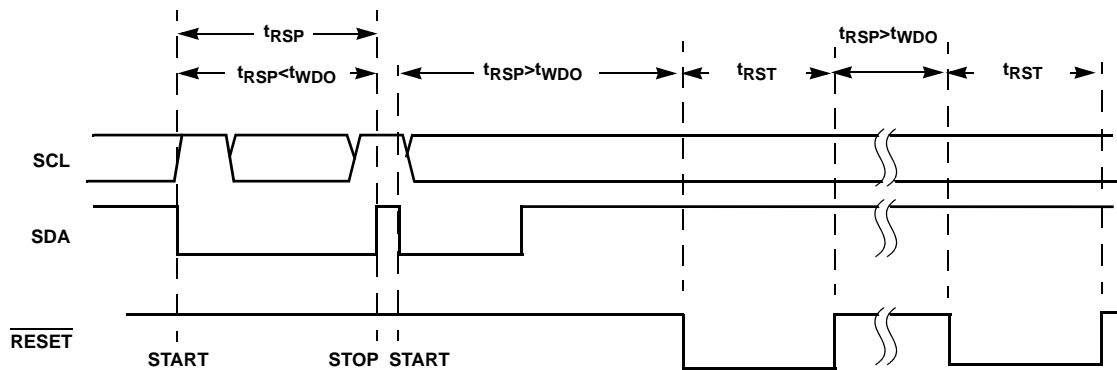 tRSP
tRSP<tWDO
tRSP>tWDO
tRST
tRSP>tWDO
tRST
SCL
SDA
RESET
START
STOP
START